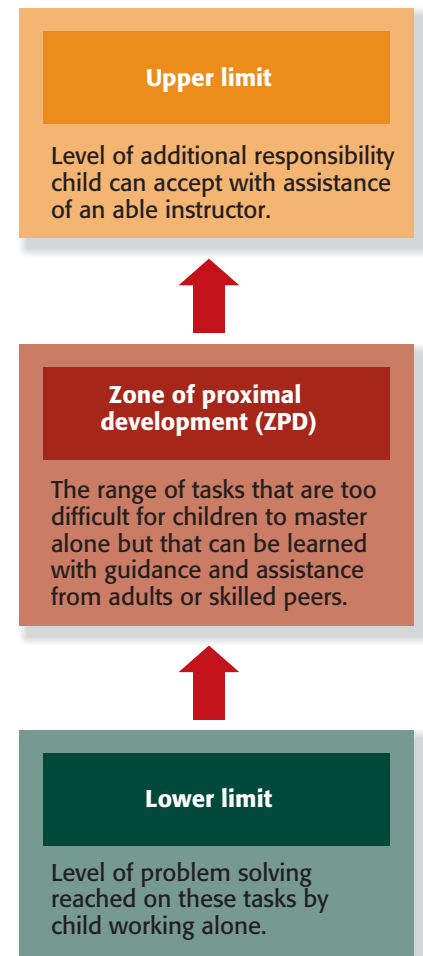 Upper limit
Level of additional responsibility
child can accept with assistance
of an able instructor.
Zone of proximal
development (ZPD)
The range of tasks that are too
difficult for children to master
alone but that can be learned
with guidance and assistance
from adults or skilled peers.
Lower limit
Level of problem solving
reached on these tasks by
child working alone.